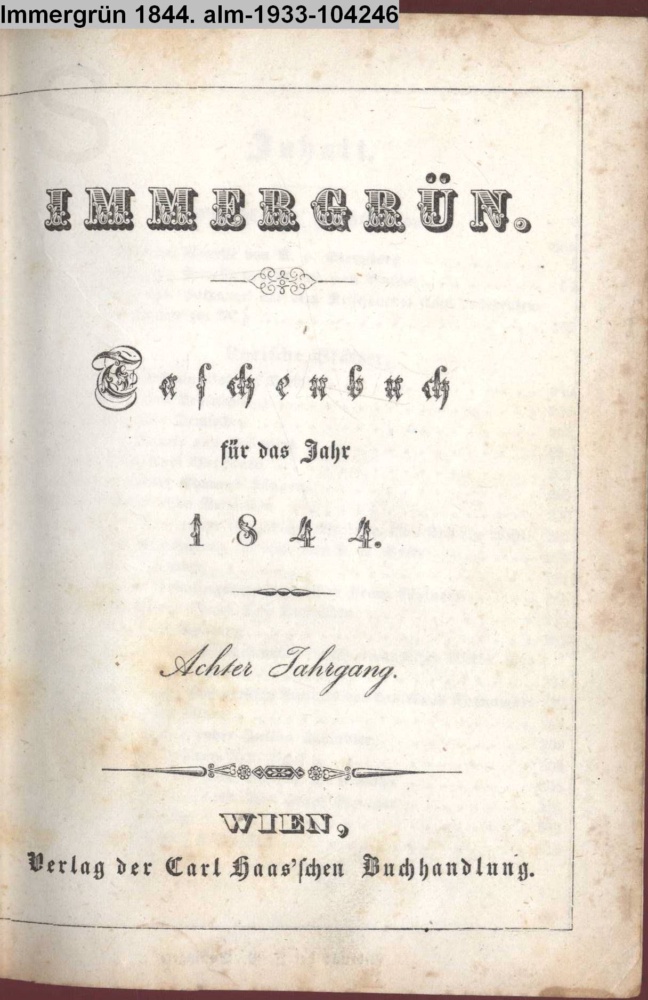 Immergrün 1844. alm-1933-104246
IMMERGRÜN.
Taschenbuch
für das Jahr
1844.
Achter Jahrgang.
WIEN,
Verlag der Carl Haas'schen Buchhandlung.